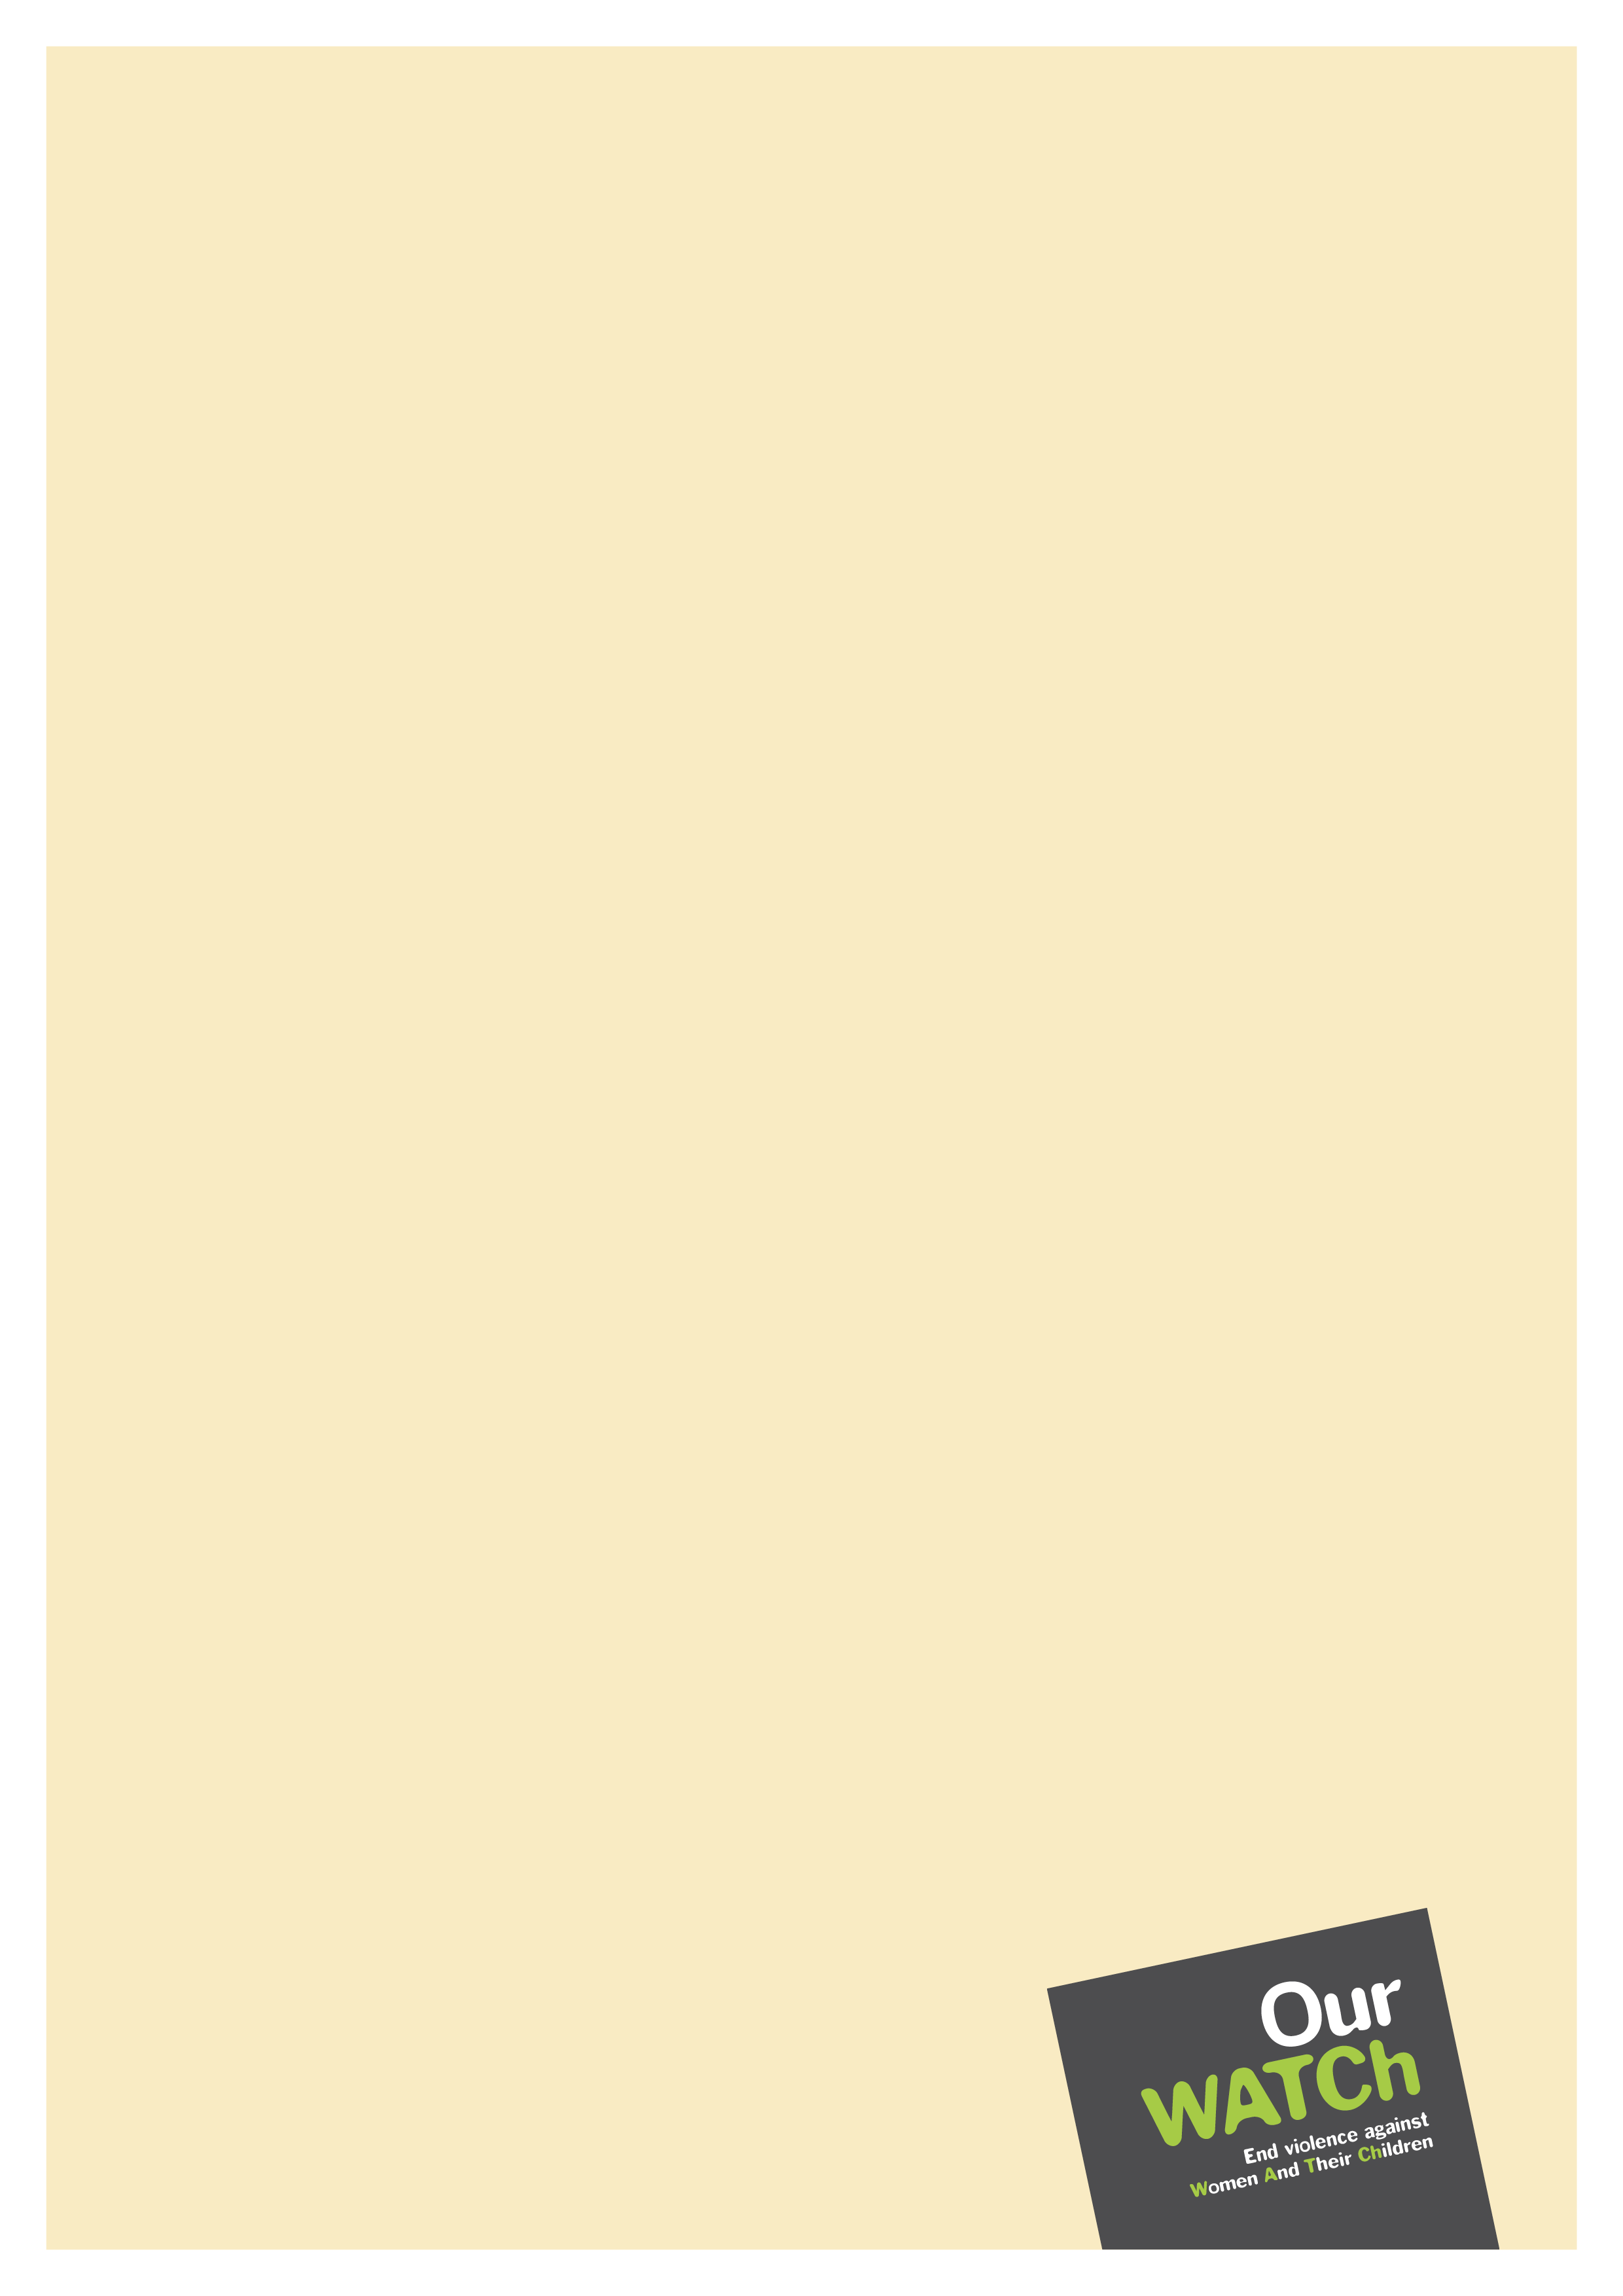 Our
WATCh
End violence against
Women And Their Children